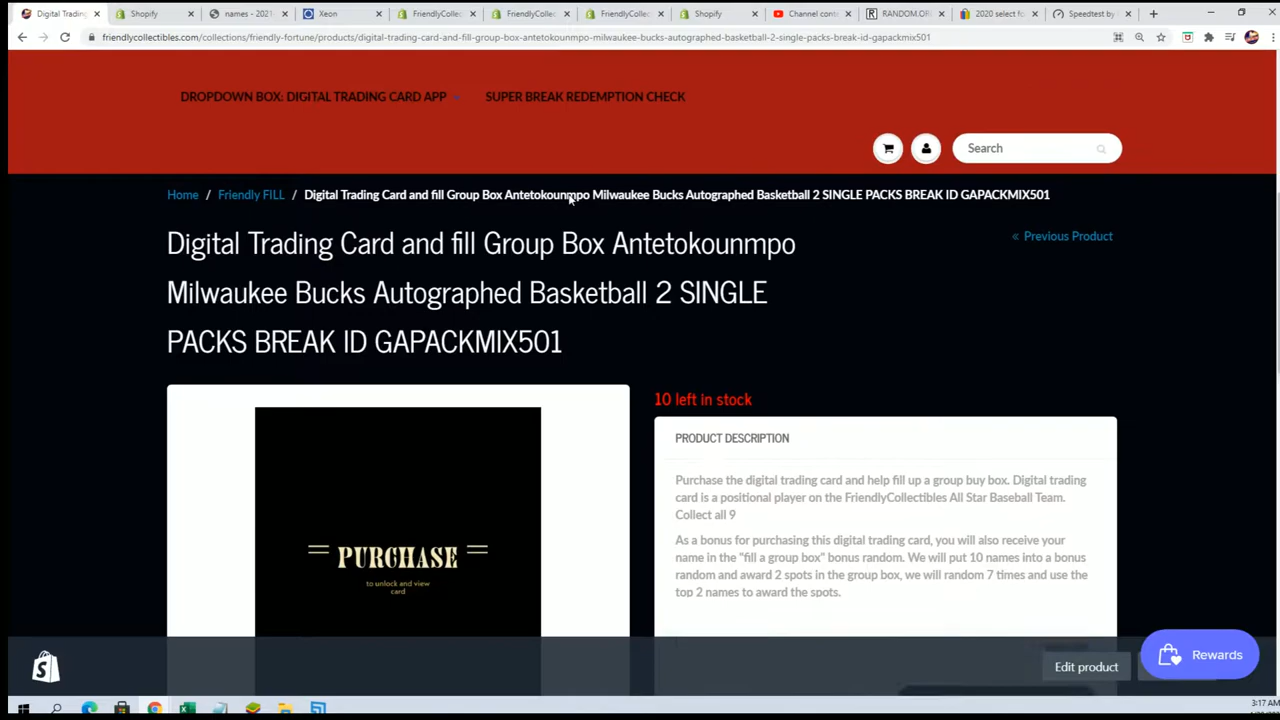 Digital Trading
Shopify
names - 2021
Xeon
FriendlyCollec
FriendlyCollec
FriendlyCollec
Shopify
Channel cont
RANDOM.OR
2020 select fo
Speedtest by
friendlycollectibles.com/collections/friendly-fortune/products/digital-trading-card-and-fill-group-box-antetokounmpo-milwaukee-bucks-autographed-basketball-2-single-packs-break-id-gapackmix501
DROPDOWN BOX: DIGITAL TRADING CARD APP
SUPER BREAK REDEMPTION CHECK
Search
Home / Friendly FILL / Digital Trading Card and fill Group Box Antetokounmpo Milwaukee Bucks Autographed Basketball 2 SINGLE PACKS BREAK ID GAPACKMIX501
« Previous Product
Digital Trading Card and fill Group Box Antetokounmpo
Milwaukee Bucks Autographed Basketball 2 SINGLE
PACKS BREAK ID GAPACKMIX501
PURCHASE
to unlock and view
card
10 left in stock
PRODUCT DESCRIPTION
Purchase the digital trading card and help fill up a group buy box. Digital trading
card is a positional player on the FriendlyCollectibles All Star Baseball Team.
Collect all 9
As a bonus for purchasing this digital trading card, you will also receive your
name in the "fill a group box" bonus random. We will put 10 names into a bonus
random and award 2 spots in the group box, we will random 7 times and use the
top 2 names to award the spots.
Edit product
Rewards
3:17 AM